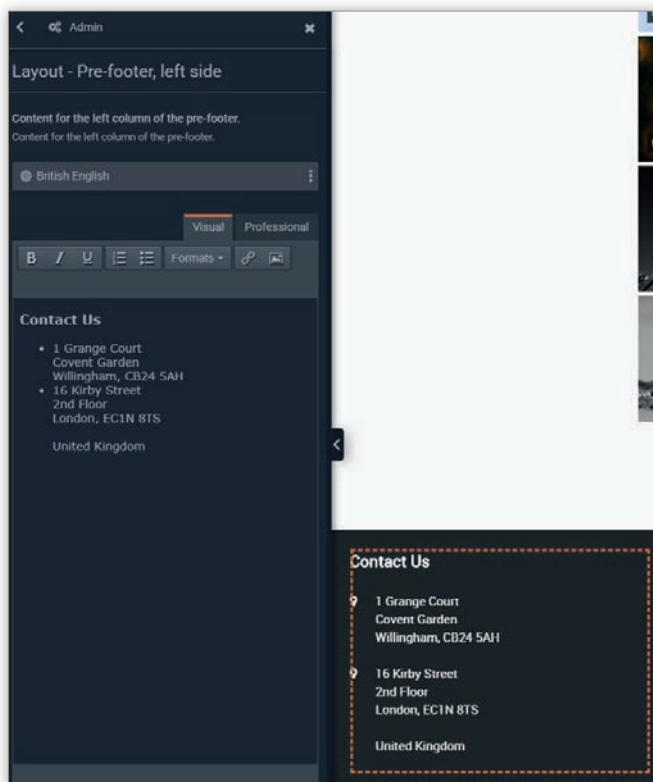 Admin
Layout - Pre-footer, left side
Content for the left column of the pre-footer.
Content for the left column of the pre-footer.
British English
Visual Professional
B I U Formats
Contact Us
1 Grange Court
Covent Garden
Willingham, CB24 5AH
16 Kirby Street
2nd Floor
London, EC1N 8TS
United Kingdom
Contact Us
1 Grange Court
Covent Garden
Willingham, CB24 5AH
16 Kirby Street
2nd Floor
London, EC1N 8TS
United Kingdom